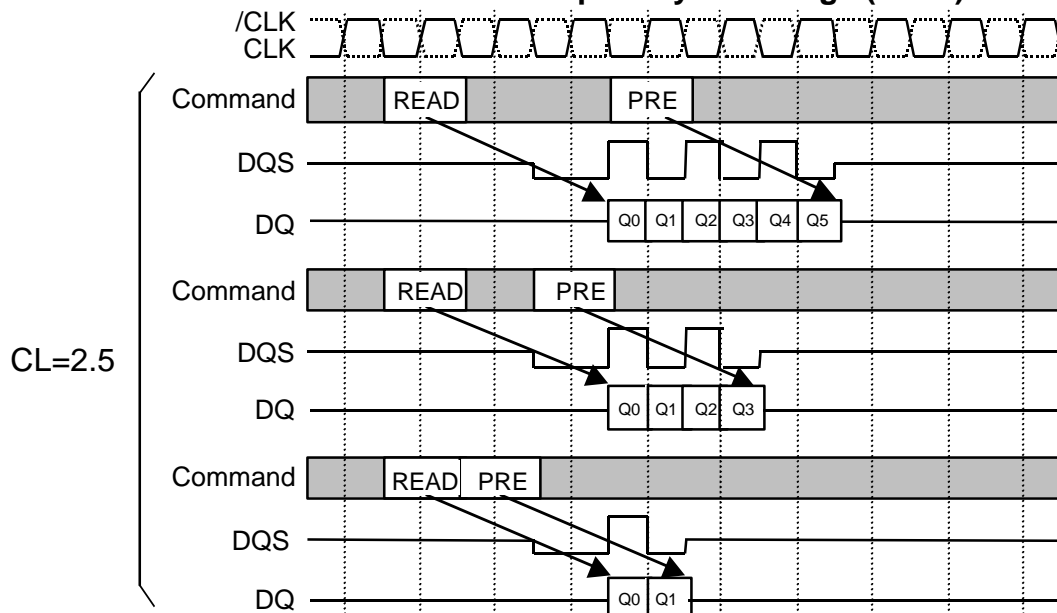 /CLK
CLK
Command READ PRE
DQS
DQ Q0 Q1 Q2 Q3 Q4 Q5
Command READ PRE
CL=2.5
DQS
DQ Q0 Q1 Q2 Q3
Command READ PRE
DQS
DQ Q0 Q1